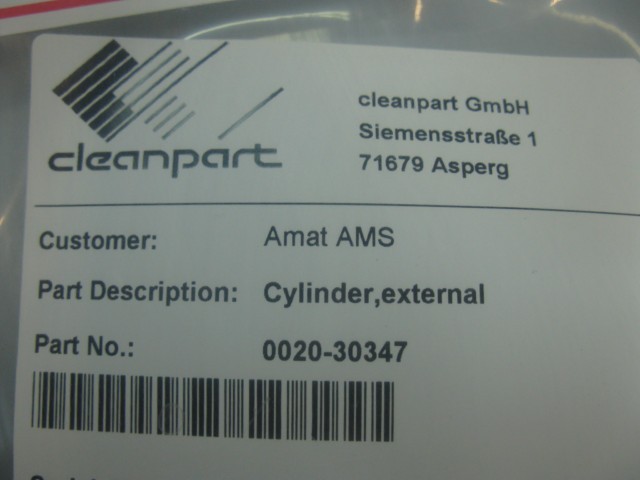 cleanpart
cleanpart GmbH
Siemensstraße 1
71679 Asperg
Customer: Amat AMS
Part Description: Cylinder,external
Part No.: 0020-30347